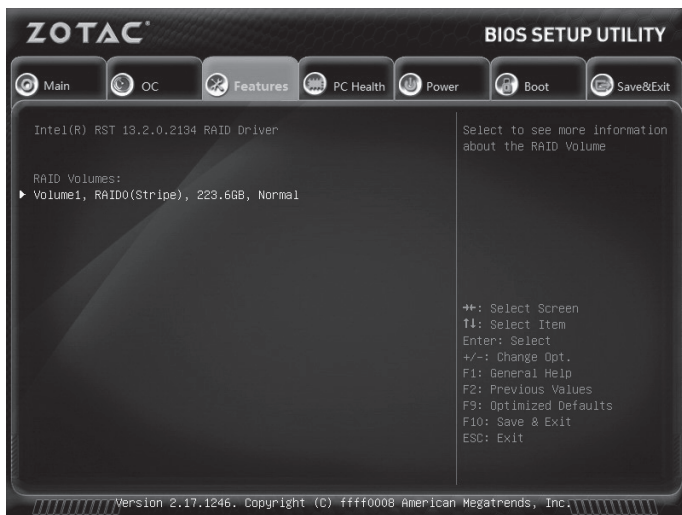 ZOTAC®
BIOS SETUP UTILITY
Main
OC
Features
PC Health
Power
Boot
Save&Exit
Intel(R) RST 13.2.0.2134 RAID Driver
RAID Volumes:
▶ Volume1, RAID0(Stripe), 223.6GB, Normal
Select to see more information
about the RAID Volume
→←: Select Screen
↑↓: Select Item
Enter: Select
+/-: Change Opt.
F1: General Help
F2: Previous Values
F9: Optimized Defaults
F10: Save & Exit
ESC: Exit
Version 2.17.1246. Copyright (C) ffff0008 American Megatrends, Inc.